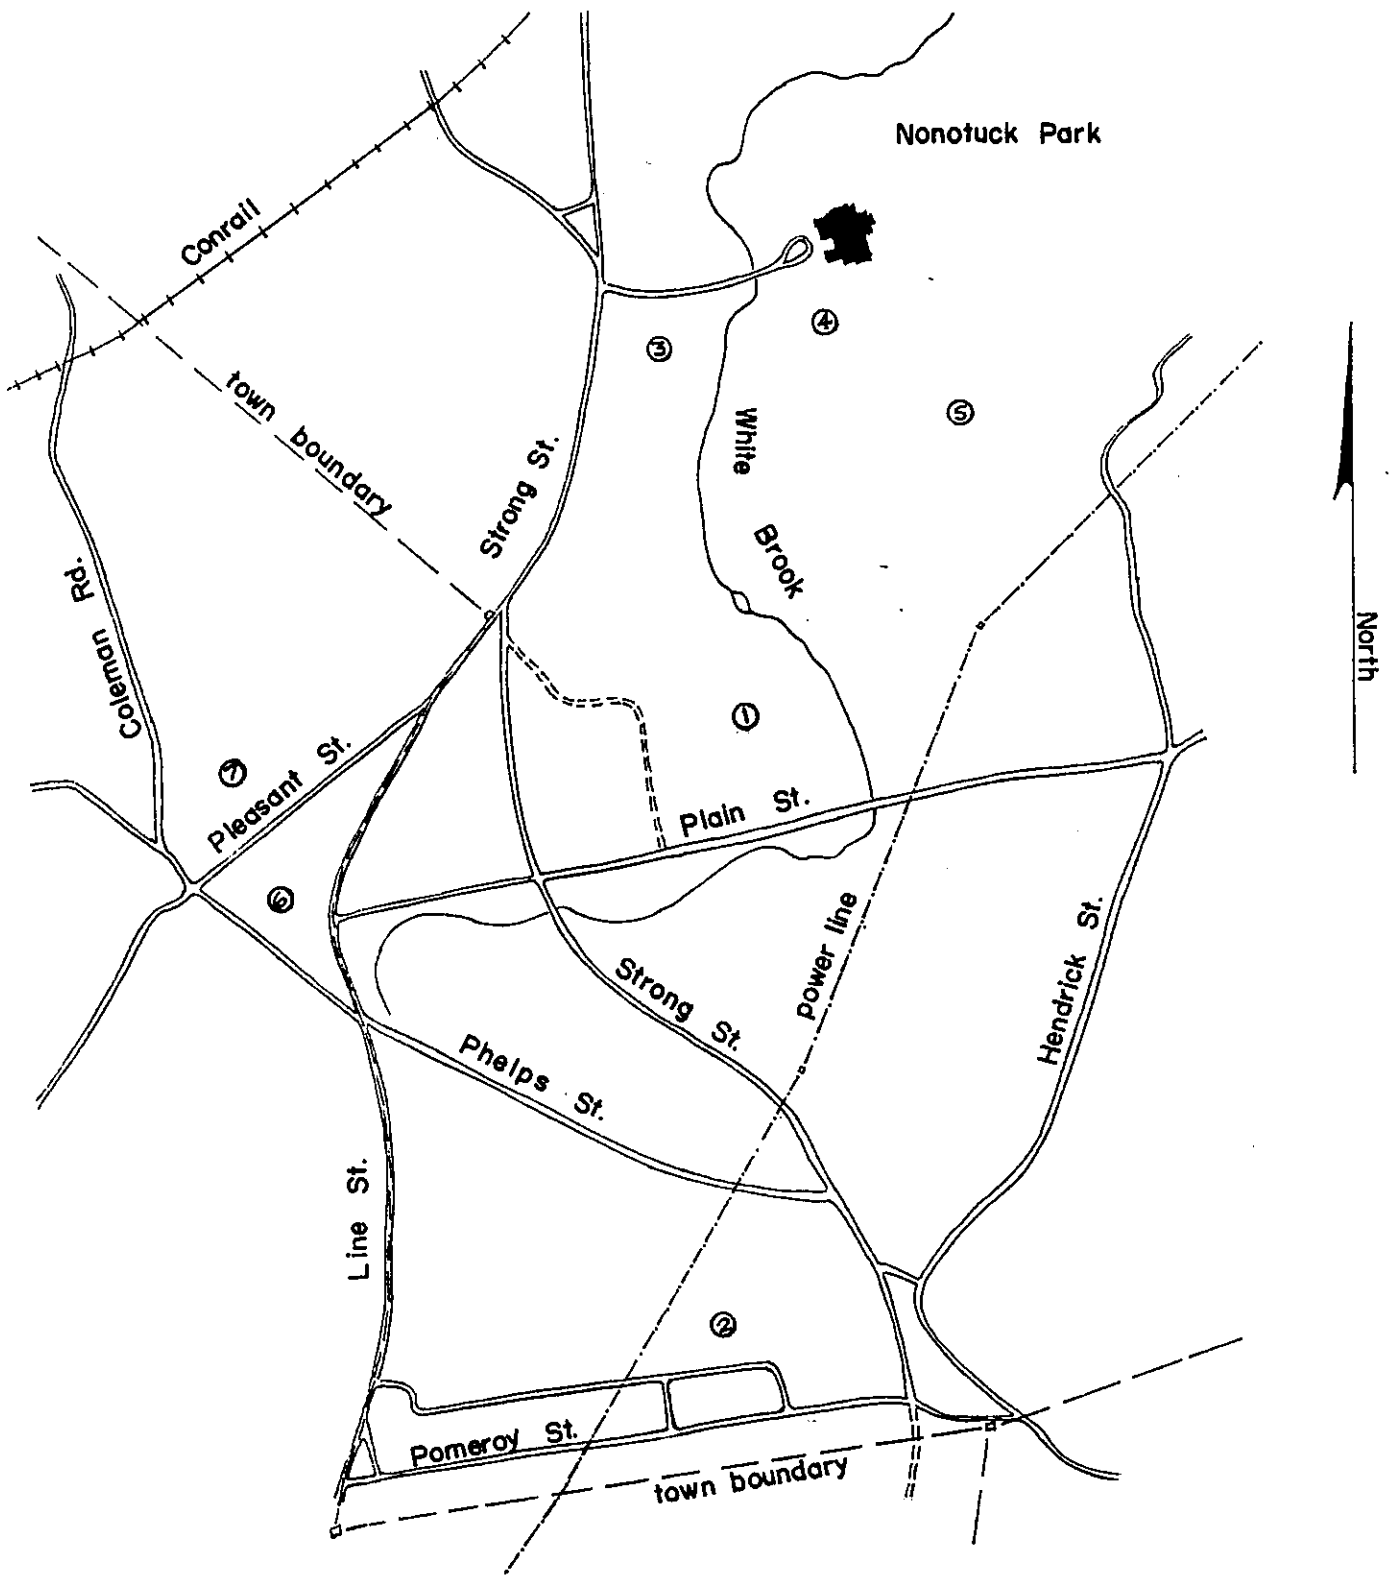 Nonotuck Park
Conrail
④
③
town boundary
⑤
White
Brook
Strong St.
Coleman Rd.
North
①
⑦
Pleasant St.
Plain St.
⑥
power line
Hendrick St.
Strong St.
Phelps St.
Line St.
②
Pomeroy St.
town boundary